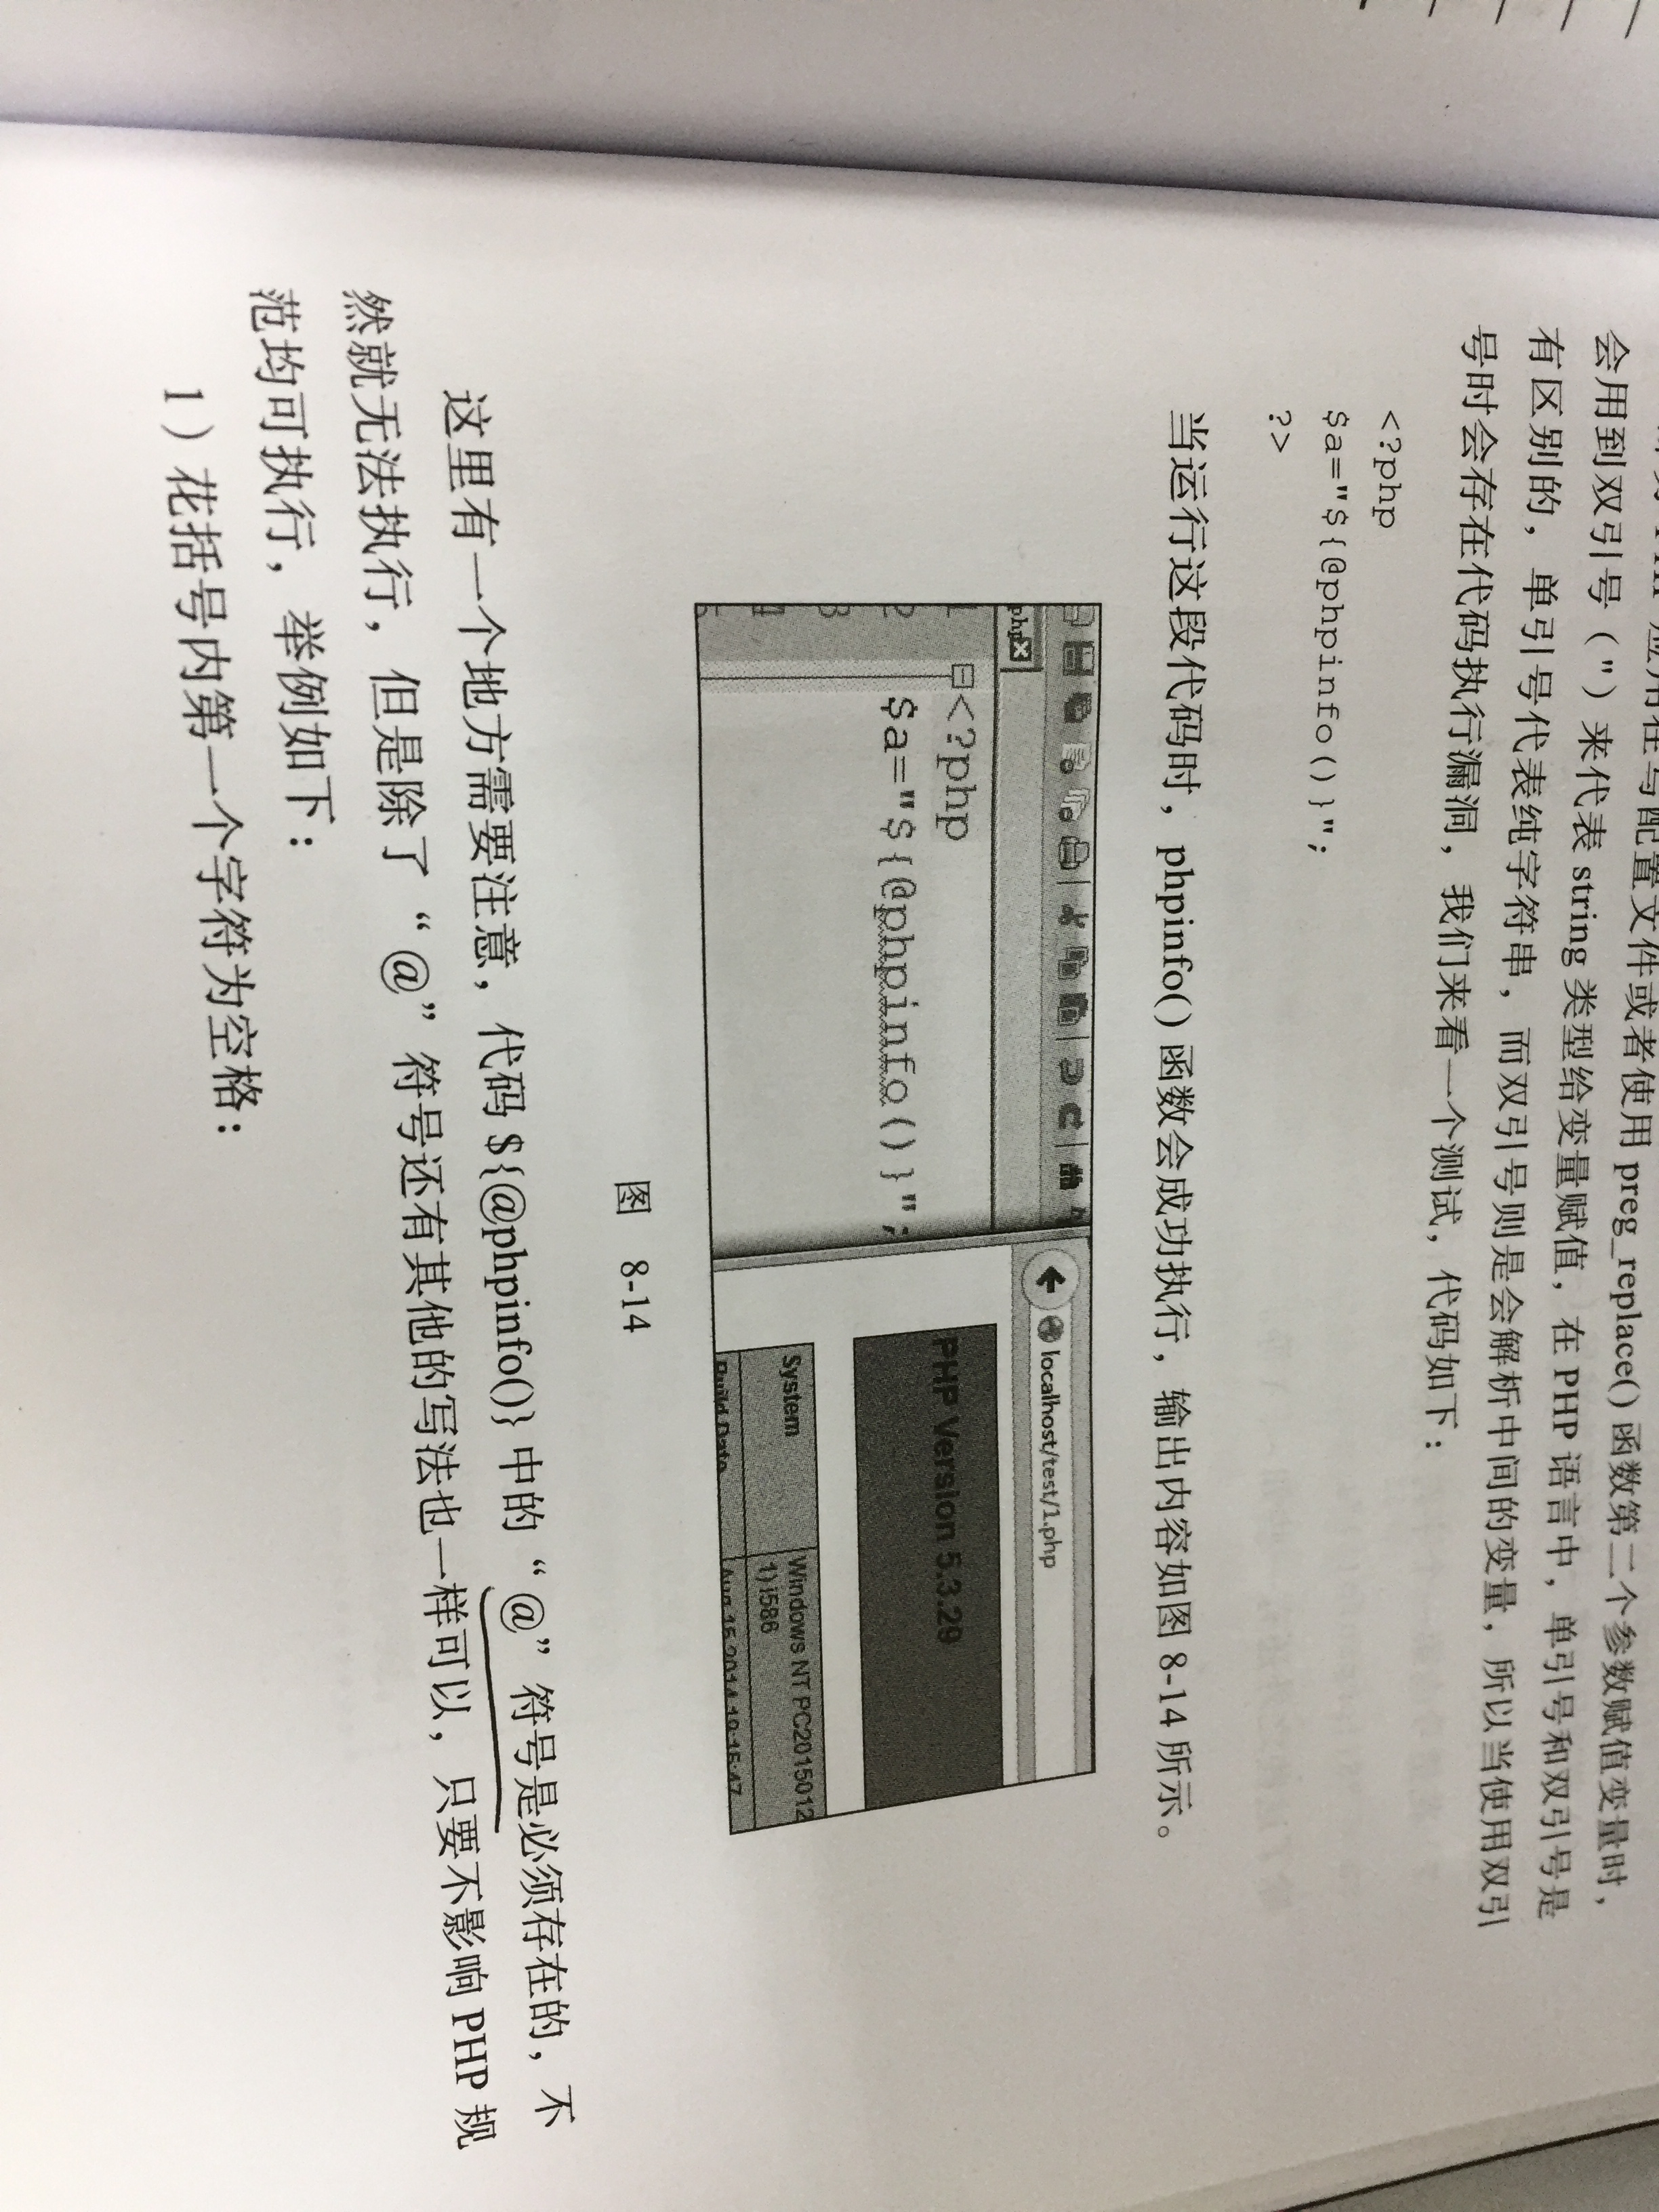 应用在写配置文件或者使用 preg_replace() 函数第二个参数赋值变量时，
会用到双引号（"）来代表 string 类型给变量赋值，在 PHP 语言中，单引号和双引号是
有区别的，单引号代表纯字符串，而双引号则是会解析中间的变量，所以当使用双引
号时会存在代码执行漏洞，我们来看一个测试，代码如下：
<?php
$a="${@phpinfo()}";
?>
当运行这段代码时，phpinfo() 函数会成功执行，输出内容如图 8-14 所示。
php
1 <?php
2 $a="${@phpinfo()}";
3
4
localhost/test/1.php
PHP Version 5.3.29
System
Windows NT PC2015012
1) i586
Build Date
Aug 15 2014 19:15:47
图 8-14
这里有一个地方需要注意，代码 ${@phpinfo()} 中的 “@” 符号是必须存在的，不
然就无法执行，但是除了 “@” 符号还有其他的写法也一样可以，只要不影响 PHP 规
范均可执行，举例如下：
1）花括号内第一个字符为空格：